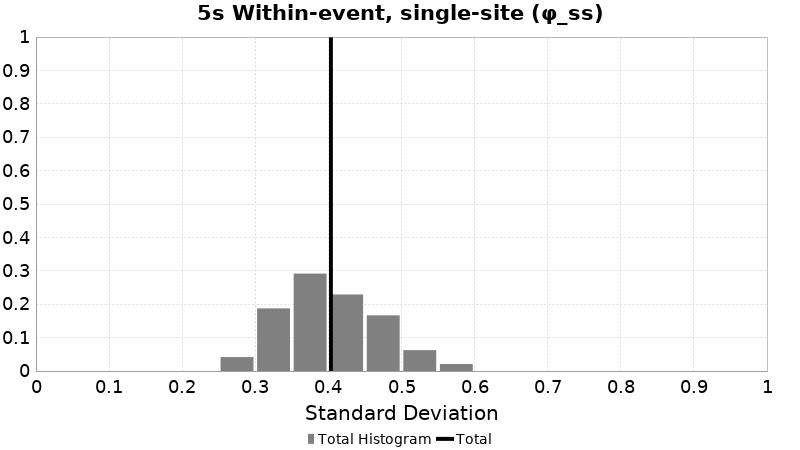 5s Within-event, single-site (φ_ss)
1
0.9
0.8
0.7
0.6
0.5
0.4
0.3
0.2
0.1
0
0 0.1 0.2 0.3 0.4 0.5 0.6 0.7 0.8 0.9 1
Standard Deviation
Total Histogram Total